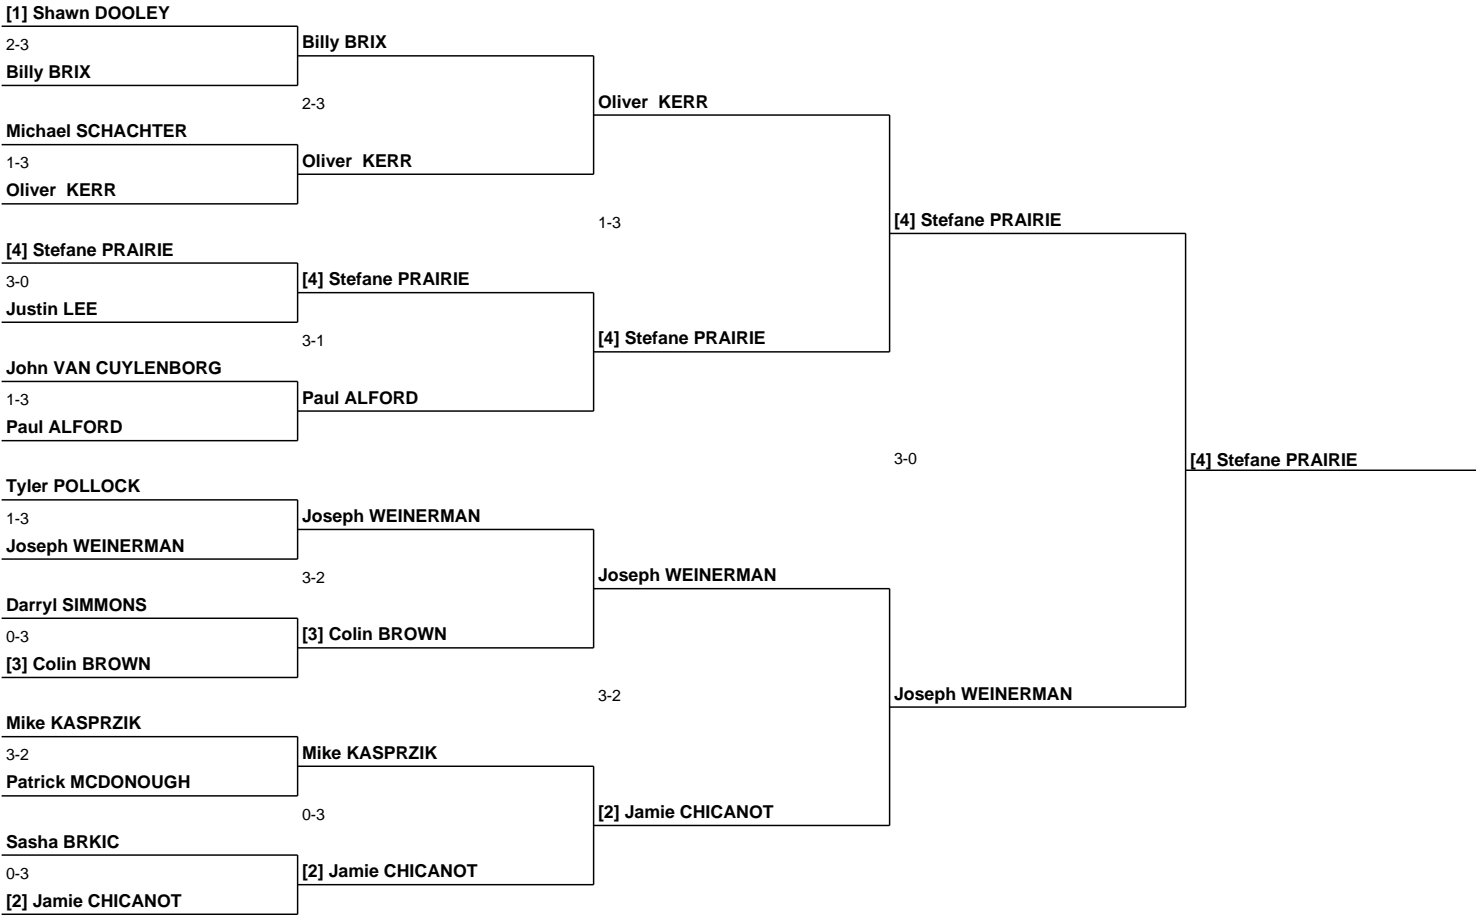 [1] Shawn DOOLEY
2-3
Billy BRIX
Michael SCHACHTER
1-3
Oliver  KERR
[4] Stefane PRAIRIE
3-0
Justin LEE
John VAN CUYLENBORG
1-3
Paul ALFORD
Tyler POLLOCK
1-3
Joseph WEINERMAN
Darryl SIMMONS
0-3
[3] Colin BROWN
Mike KASPRZIK
3-2
Patrick MCDONOUGH
Sasha BRKIC
0-3
[2] Jamie CHICANOT
Billy BRIX
2-3
Oliver  KERR
[4] Stefane PRAIRIE
3-1
Paul ALFORD
Joseph WEINERMAN
3-2
[3] Colin BROWN
Mike KASPRZIK
0-3
[2] Jamie CHICANOT
Oliver  KERR
1-3
[4] Stefane PRAIRIE
Joseph WEINERMAN
3-2
[2] Jamie CHICANOT
[4] Stefane PRAIRIE
3-0
Joseph WEINERMAN
[4] Stefane PRAIRIE